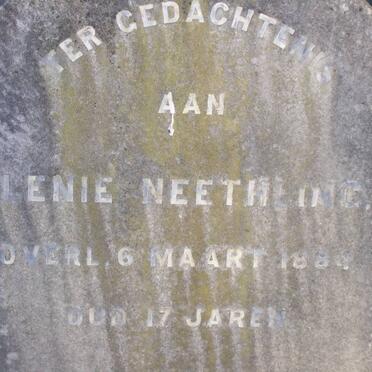 TER GEDACHTENIS
AAN
LENIE NEETHLING,
OVERL. 6 MAART
OUD 17 JAREN